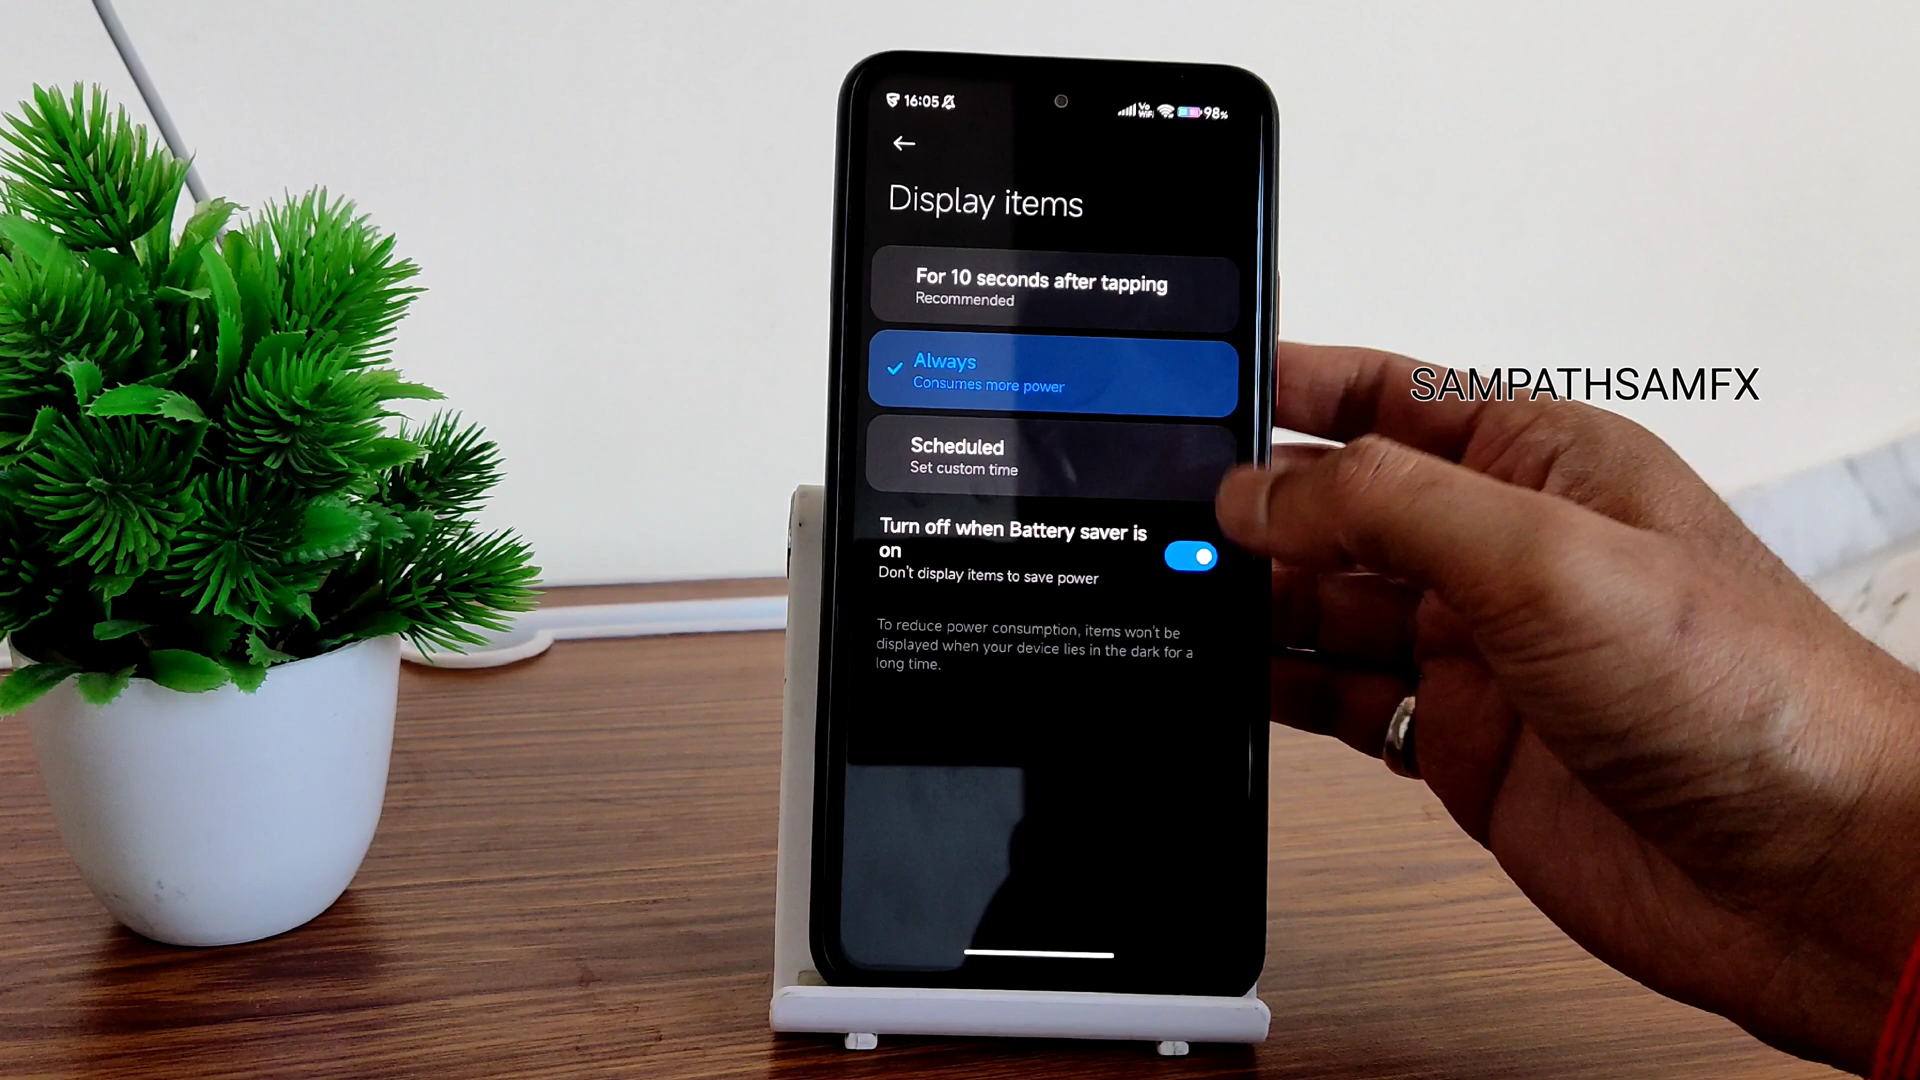 16:05
Vo
WiFi
98%
Display items
For 10 seconds after tapping
Recommended
Always
Consumes more power
Scheduled
Set custom time
Turn off when Battery saver is
on
Don't display items to save power
To reduce power consumption, items won't be
displayed when your device lies in the dark for a
long time.
SAMPATHSAMFX